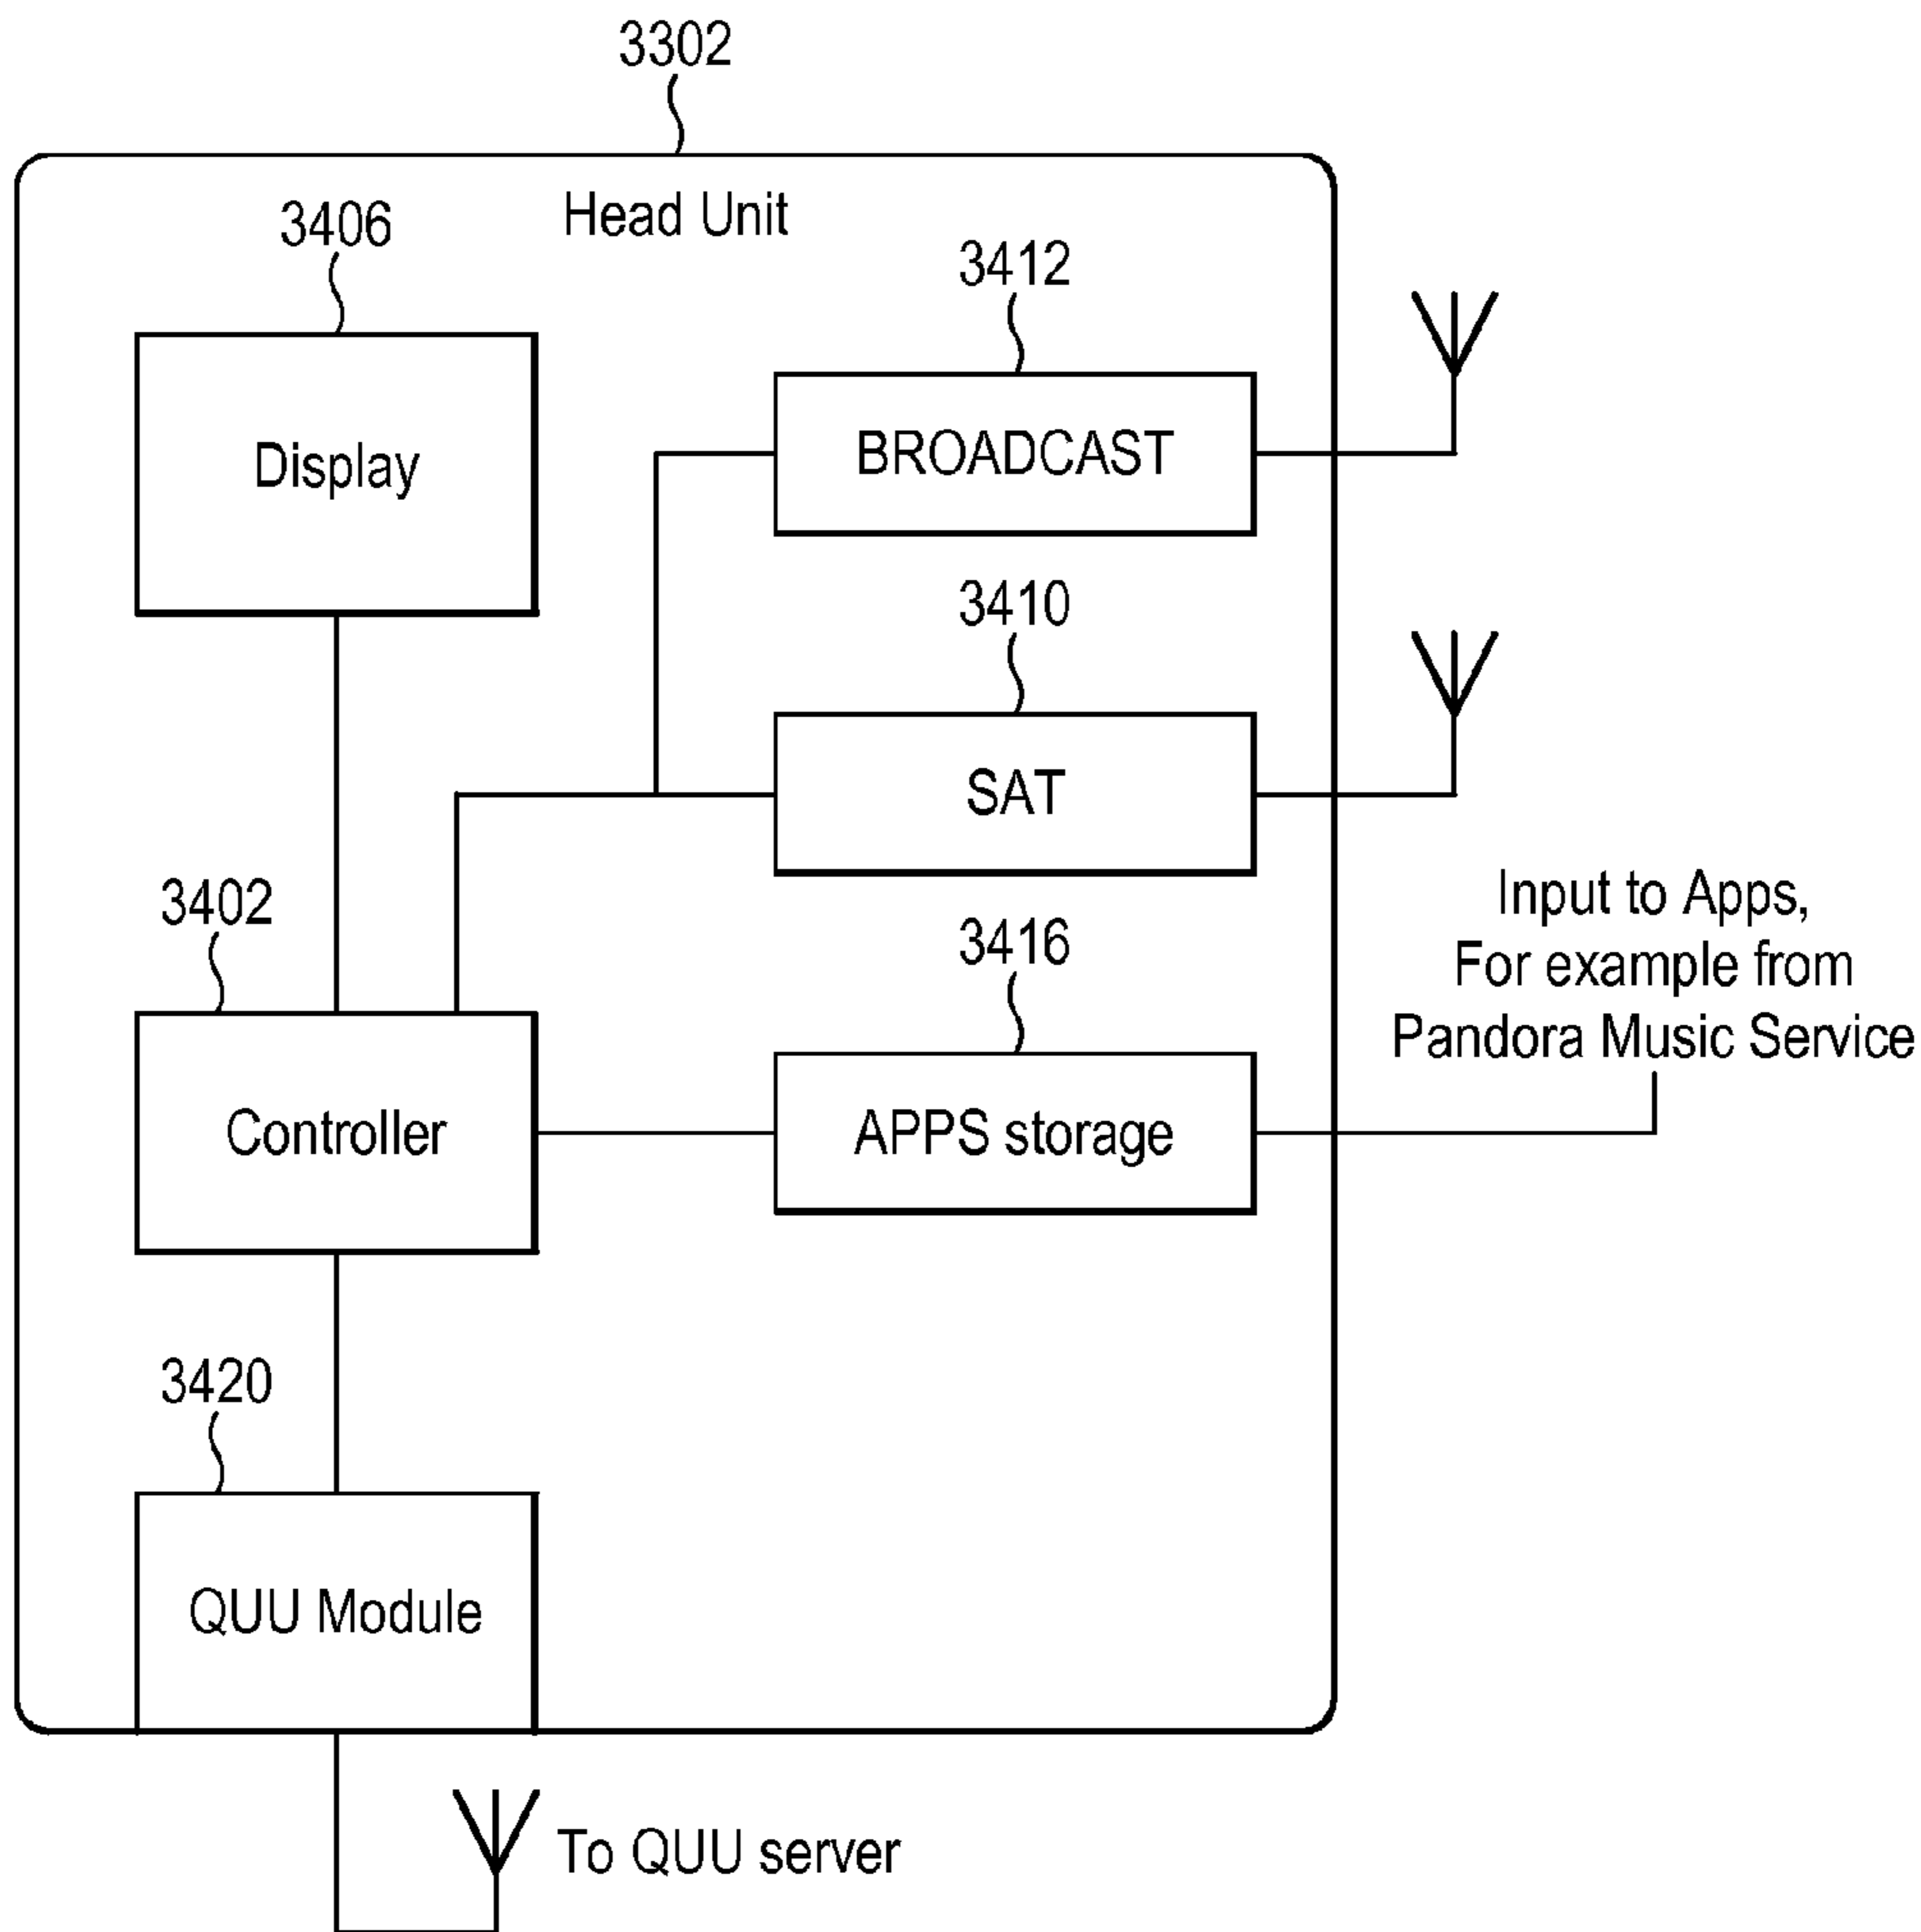 3302
Head Unit
3406
3412
Display
BROADCAST
3410
SAT
3402
3416
Input to Apps,
For example from
Pandora Music Service
Controller
APPS storage
3420
QUU Module
To QUU server